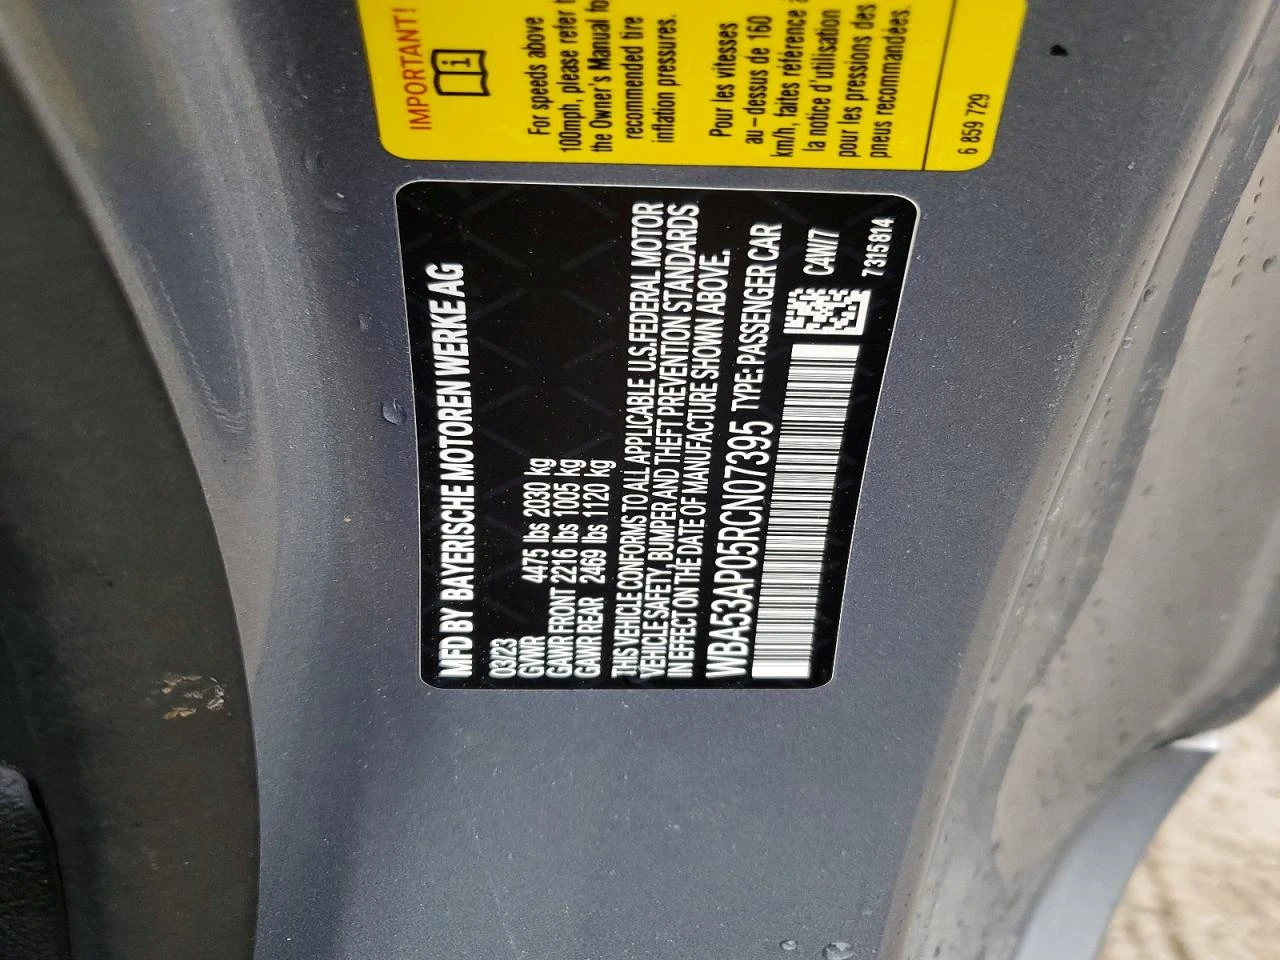 IMPORTANT!
For speeds above
100mph, please refer
the Owner's Manual
recommended tire
inflation pressures.
Pour les vitesses
au-dessus de 160
km/h, faites référence
la notice d'utilisation
pour les pressions des
pneus recommandées.
6 859 729
MFD BY BAYERISCHE MOTOREN WERKE AG
03/23
GVWR 4475 lbs 2030 kg
GAWR FRONT 2216 lbs 1005 kg
GAWR REAR 2469 lbs 1120 kg
THIS VEHICLE CONFORMS TO ALL APPLICABLE U.S.FEDERAL MOTOR
VEHICLE SAFETY, BUMPER AND THEFT PREVENTION STANDARDS
IN EFFECT ON THE DATE OF MANUFACTURE SHOWN ABOVE.
WBA53AP05RCN07395 TYPE: PASSENGER CAR
C4W/7
7315814